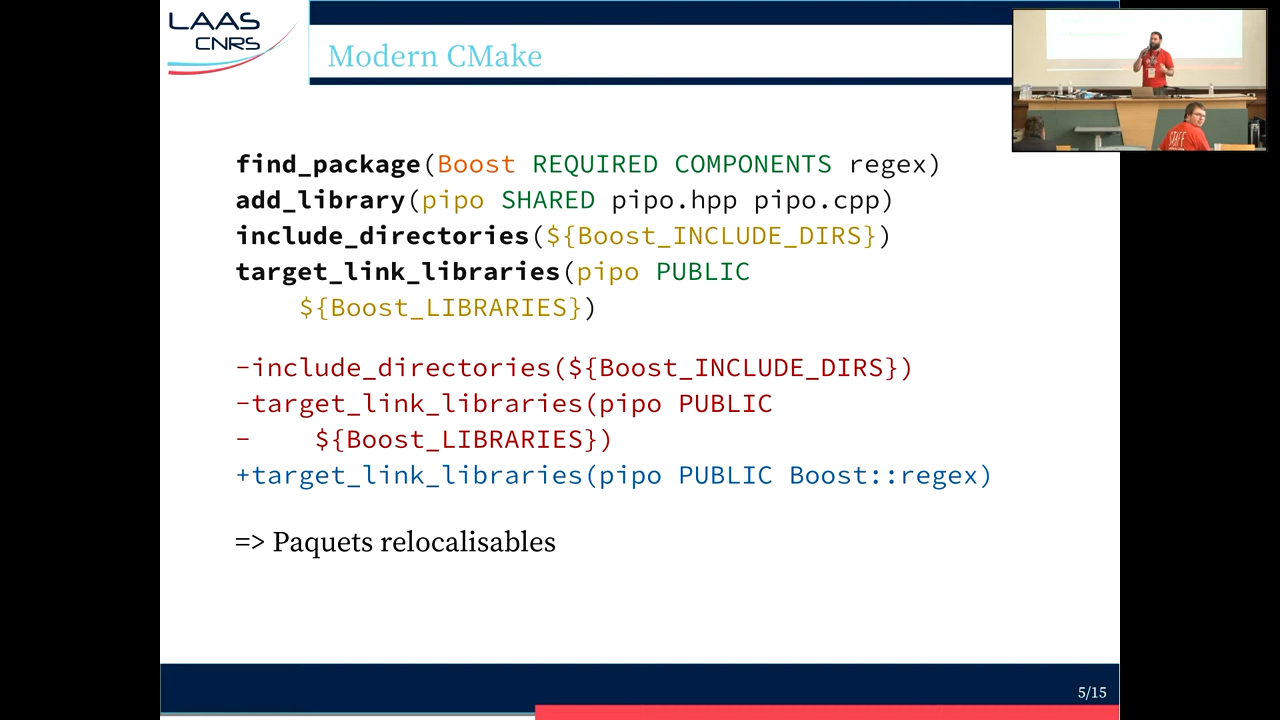 LAAS
CNRS
Modern CMake
find_package(Boost REQUIRED COMPONENTS regex)
add_library(pipo SHARED pipo.hpp pipo.cpp)
include_directories(${Boost_INCLUDE_DIRS})
target_link_libraries(pipo PUBLIC
${Boost_LIBRARIES})
-include_directories(${Boost_INCLUDE_DIRS})
-target_link_libraries(pipo PUBLIC
- ${Boost_LIBRARIES})
+target_link_libraries(pipo PUBLIC Boost::regex)
=> Paquets relocalisables
5/15
STAFF